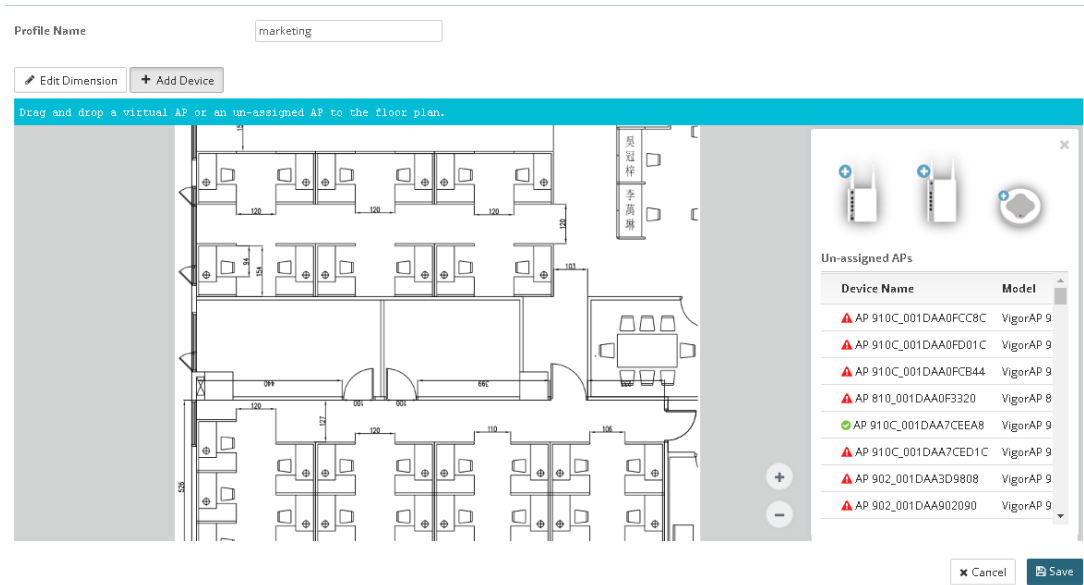 Profile Name
marketing
Edit Dimension
Add Device
Drag and drop a virtual AP or an un-assigned AP to the floor plan.
吳冠梓
李萬琳
120
120
120
120
94
154
103
440
399
100
100
120
127
120
110
106
526
Un-assigned APs
Device Name Model
AP 910C_001DAA0FCC8C VigorAP 9
AP 910C_001DAA0FD01C VigorAP 9
AP 910C_001DAA0FCB44 VigorAP 9
AP 810_001DAA0F3320 VigorAP 8
AP 910C_001DAA7CEEA8 VigorAP 9
AP 910C_001DAA7CED1C VigorAP 9
AP 902_001DAA3D9808 VigorAP 9
AP 902_001DAA902090 VigorAP 9
Cancel
Save